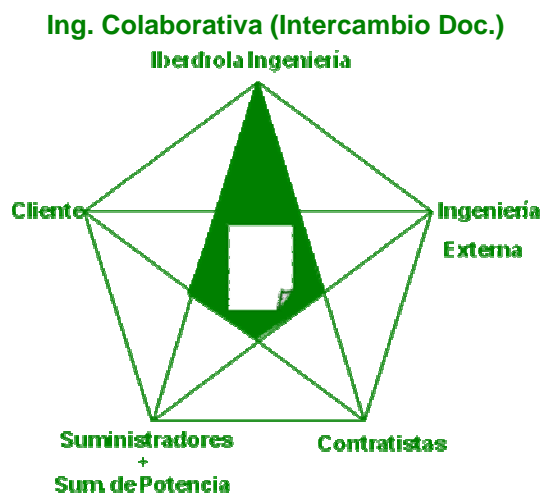 Ing. Colaborativa (Intercambio Doc.)
Iberdrola Ingeniería
Cliente
Ingeniería
Externa
Suministradores
+
Sum. de Potencia
Contratistas